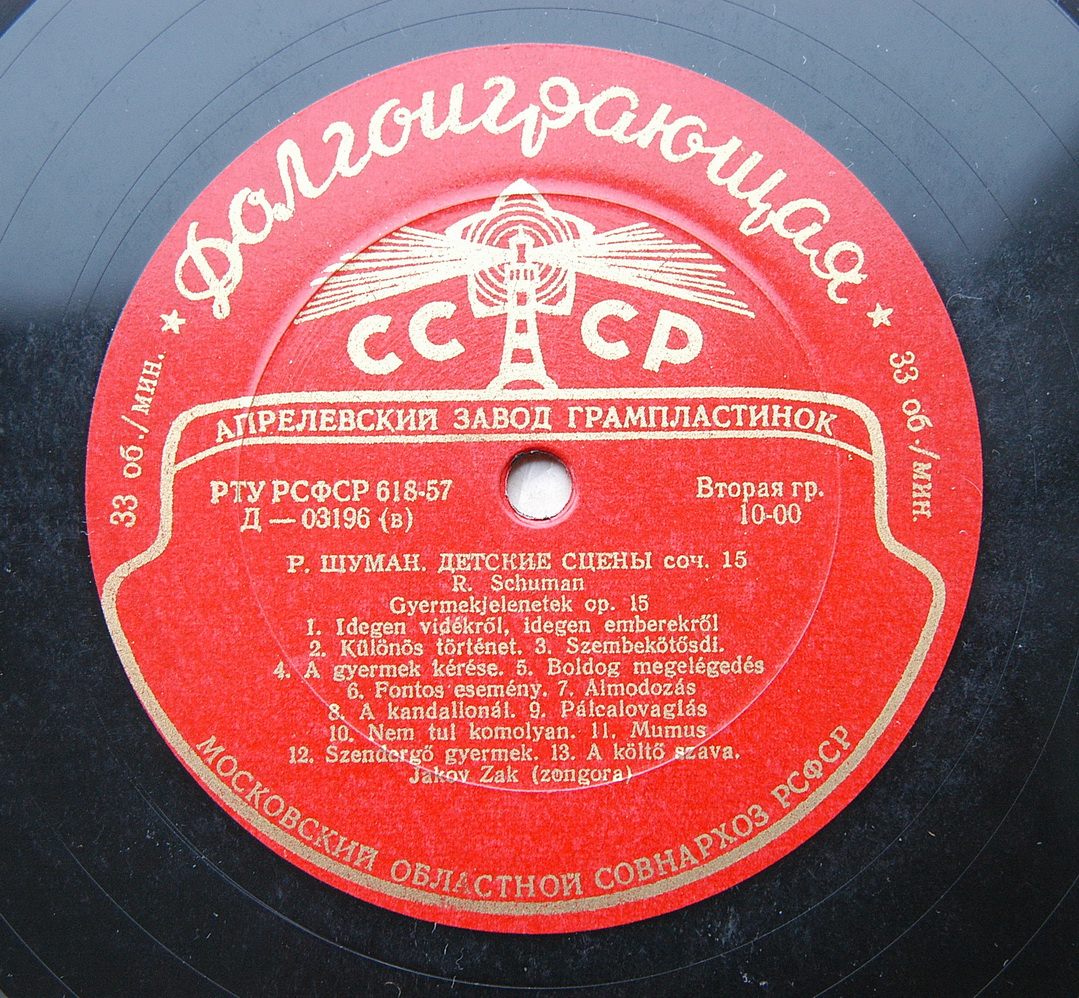 Долгоиграющая
СССР
33 об./мин.
33 об./мин.
АПРЕЛЕВСКИЙ ЗАВОД ГРАМПЛАСТИНОК
РТУ РСФСР 618-57
Д — 03196 (в)
Вторая гр.
10-00
Р. ШУМАН. ДЕТСКИЕ СЦЕНЫ соч. 15
R. Schuman
Gyermekjelenetek op. 15
1. Idegen vidékről, idegen emberekről
2. Különös történet. 3. Szembekötősdi.
4. A gyermek kérése. 5. Boldog megelégedés
6. Fontos esemény. 7. Almodozás
8. A kandallonál. 9. Pálcalovaglás
10. Nem tul komolyan. 11. Mumus
12. Szendergő gyermek. 13. A költő szava.
Jakov Zak (zongora)
МОСКОВСКИЙ ОБЛАСТНОЙ СОВНАРХОЗ РСФСР